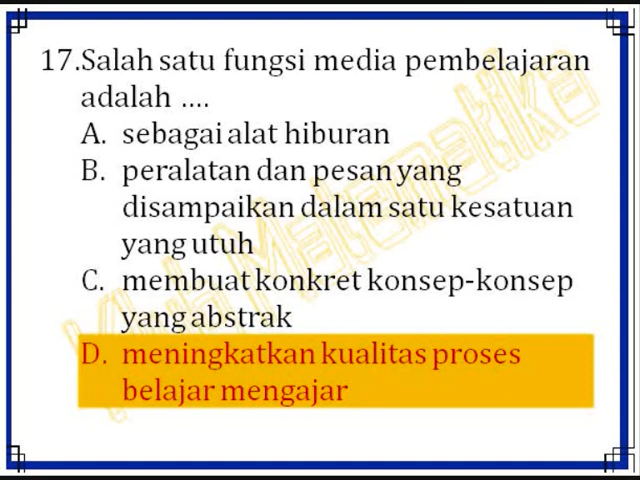 17.Salah satu fungsi media pembelajaran
adalah ....
A. sebagai alat hiburan
B. peralatan dan pesan yang
disampaikan dalam satu kesatuan
yang utuh
C. membuat konkret konsep-konsep
yang abstrak
D. meningkatkan kualitas proses
belajar mengajar
Matematika